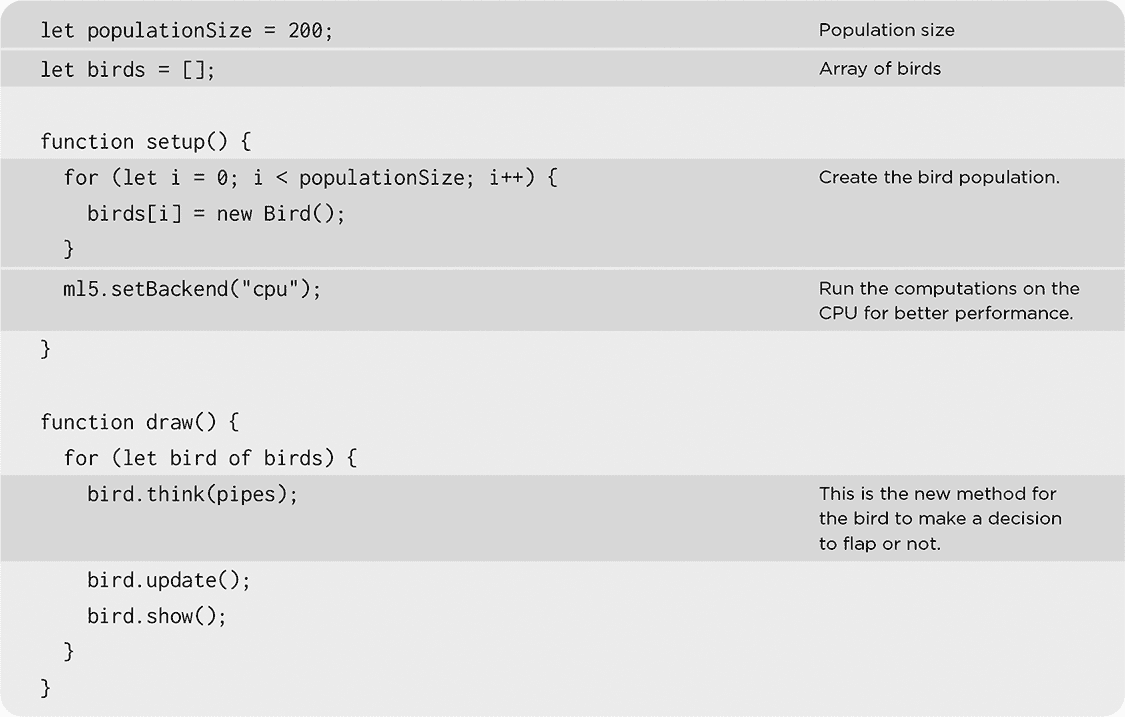 let populationSize = 200; Population size
let birds = []; Array of birds
function setup() {
for (let i = 0; i < populationSize; i++) { Create the bird population.
birds[i] = new Bird();
}
ml5.setBackend("cpu"); Run the computations on the
CPU for better performance.
}
function draw() {
for (let bird of birds) {
bird.think(pipes); This is the new method for
the bird to make a decision
to flap or not.
bird.update();
bird.show();
}
}